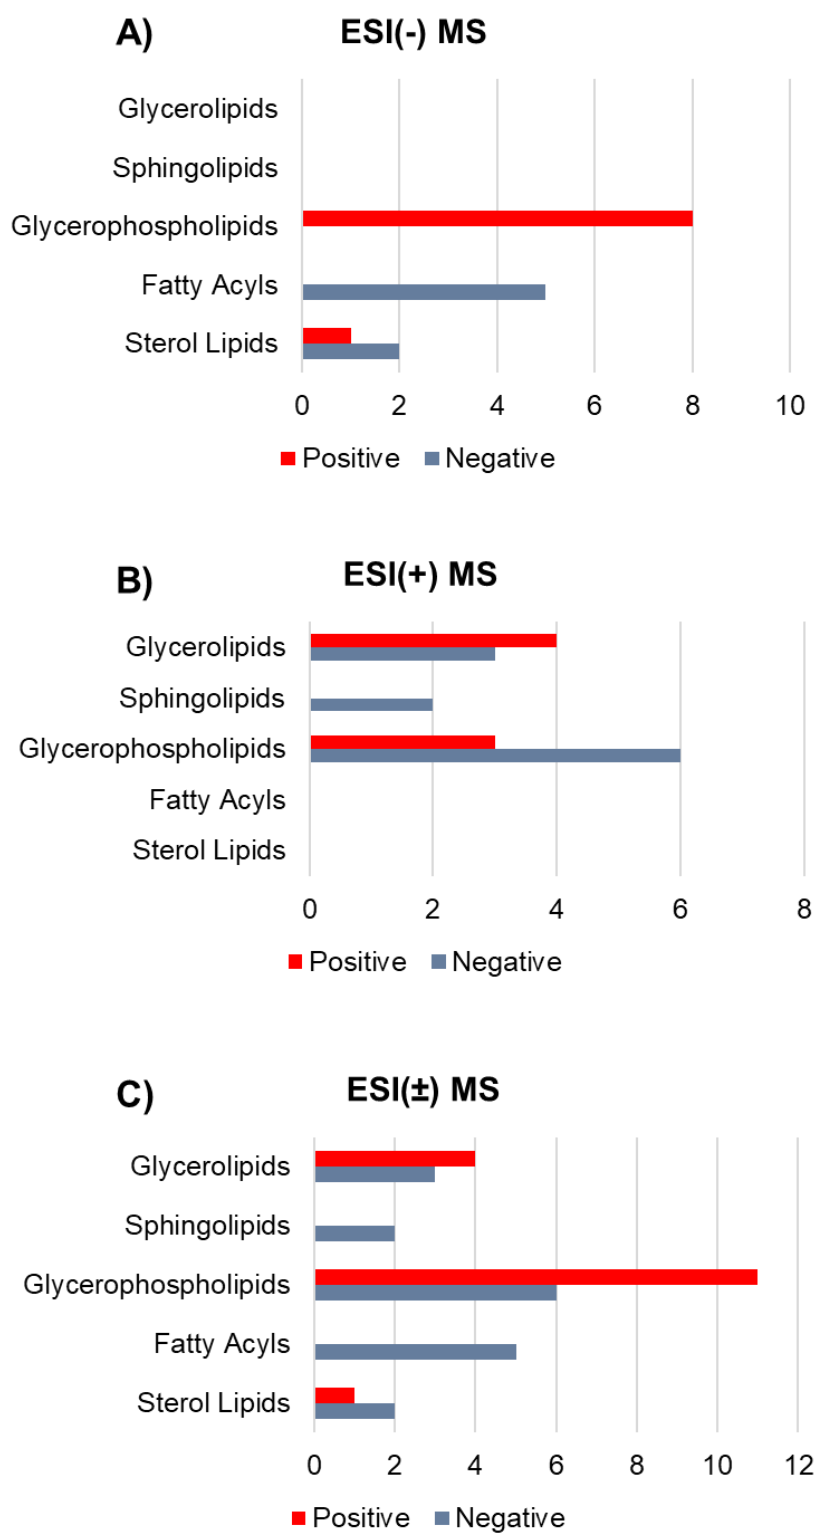 A) ESI(-) MS
Glycerolipids
Sphingolipids
Glycerophospholipids
Fatty Acyls
Sterol Lipids
0 2 4 6 8 10
Positive Negative
B) ESI(+) MS
Glycerolipids
Sphingolipids
Glycerophospholipids
Fatty Acyls
Sterol Lipids
0 2 4 6 8
Positive Negative
C) ESI(±) MS
Glycerolipids
Sphingolipids
Glycerophospholipids
Fatty Acyls
Sterol Lipids
0 2 4 6 8 10 12
Positive Negative